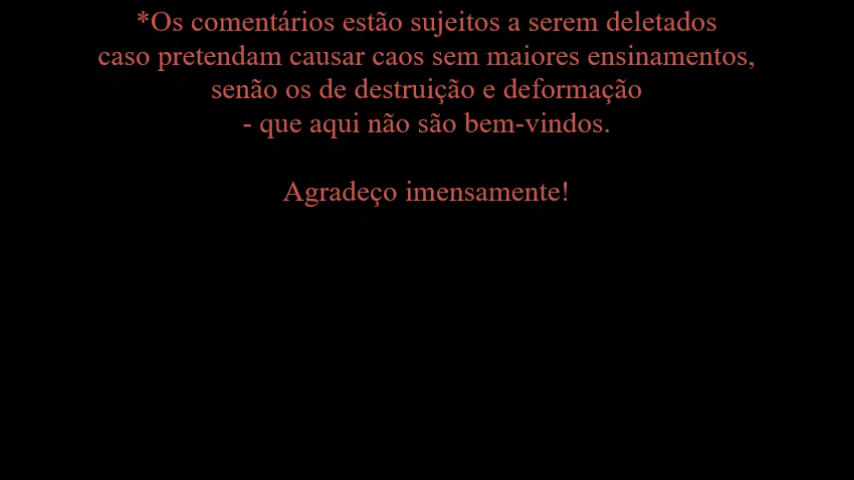 *Os comentários estão sujeitos a serem deletados
caso pretendam causar caos sem maiores ensinamentos,
senão os de destruição e deformação
- que aqui não são bem-vindos.
Agradeço imensamente!